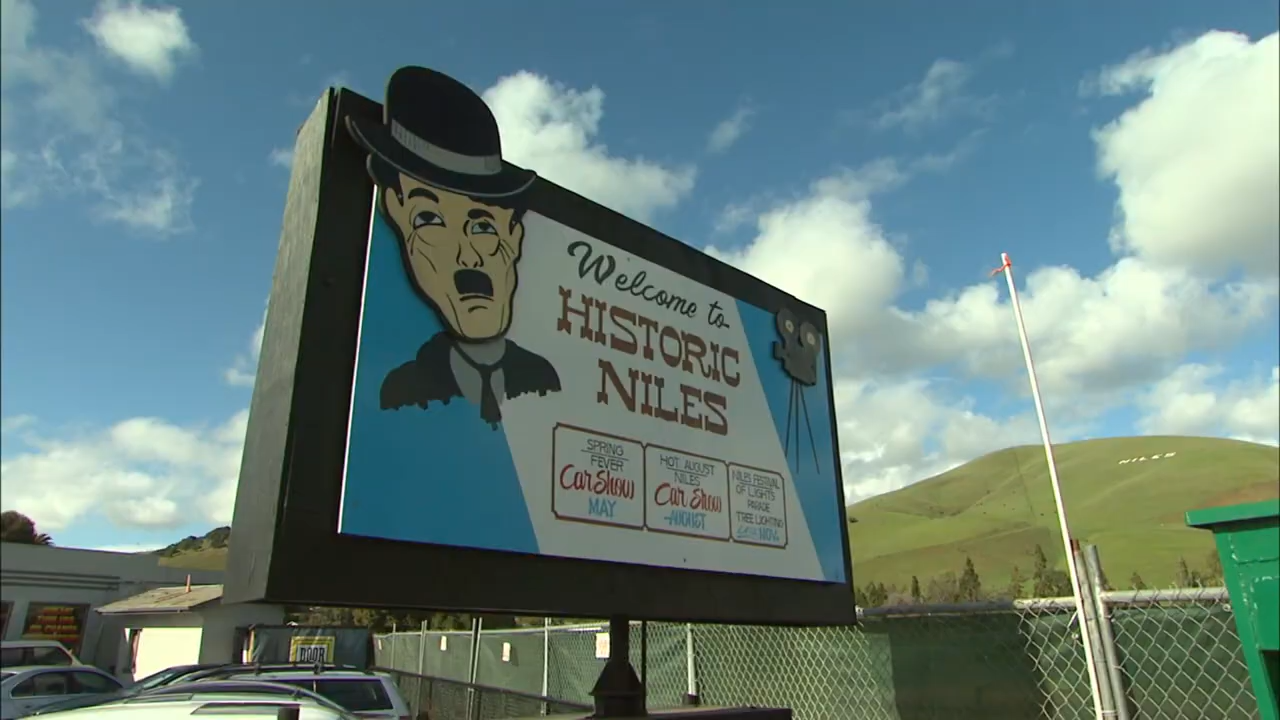 Welcome to
HISTORIC
NILES
SPRING
FEVER
Car Show
MAY
HOT AUGUST
NILES
Car Show
AUGUST
NILES FESTIVAL
OF LIGHTS
PARADE
TREE LIGHTING
NOV.
NILES
DOOR